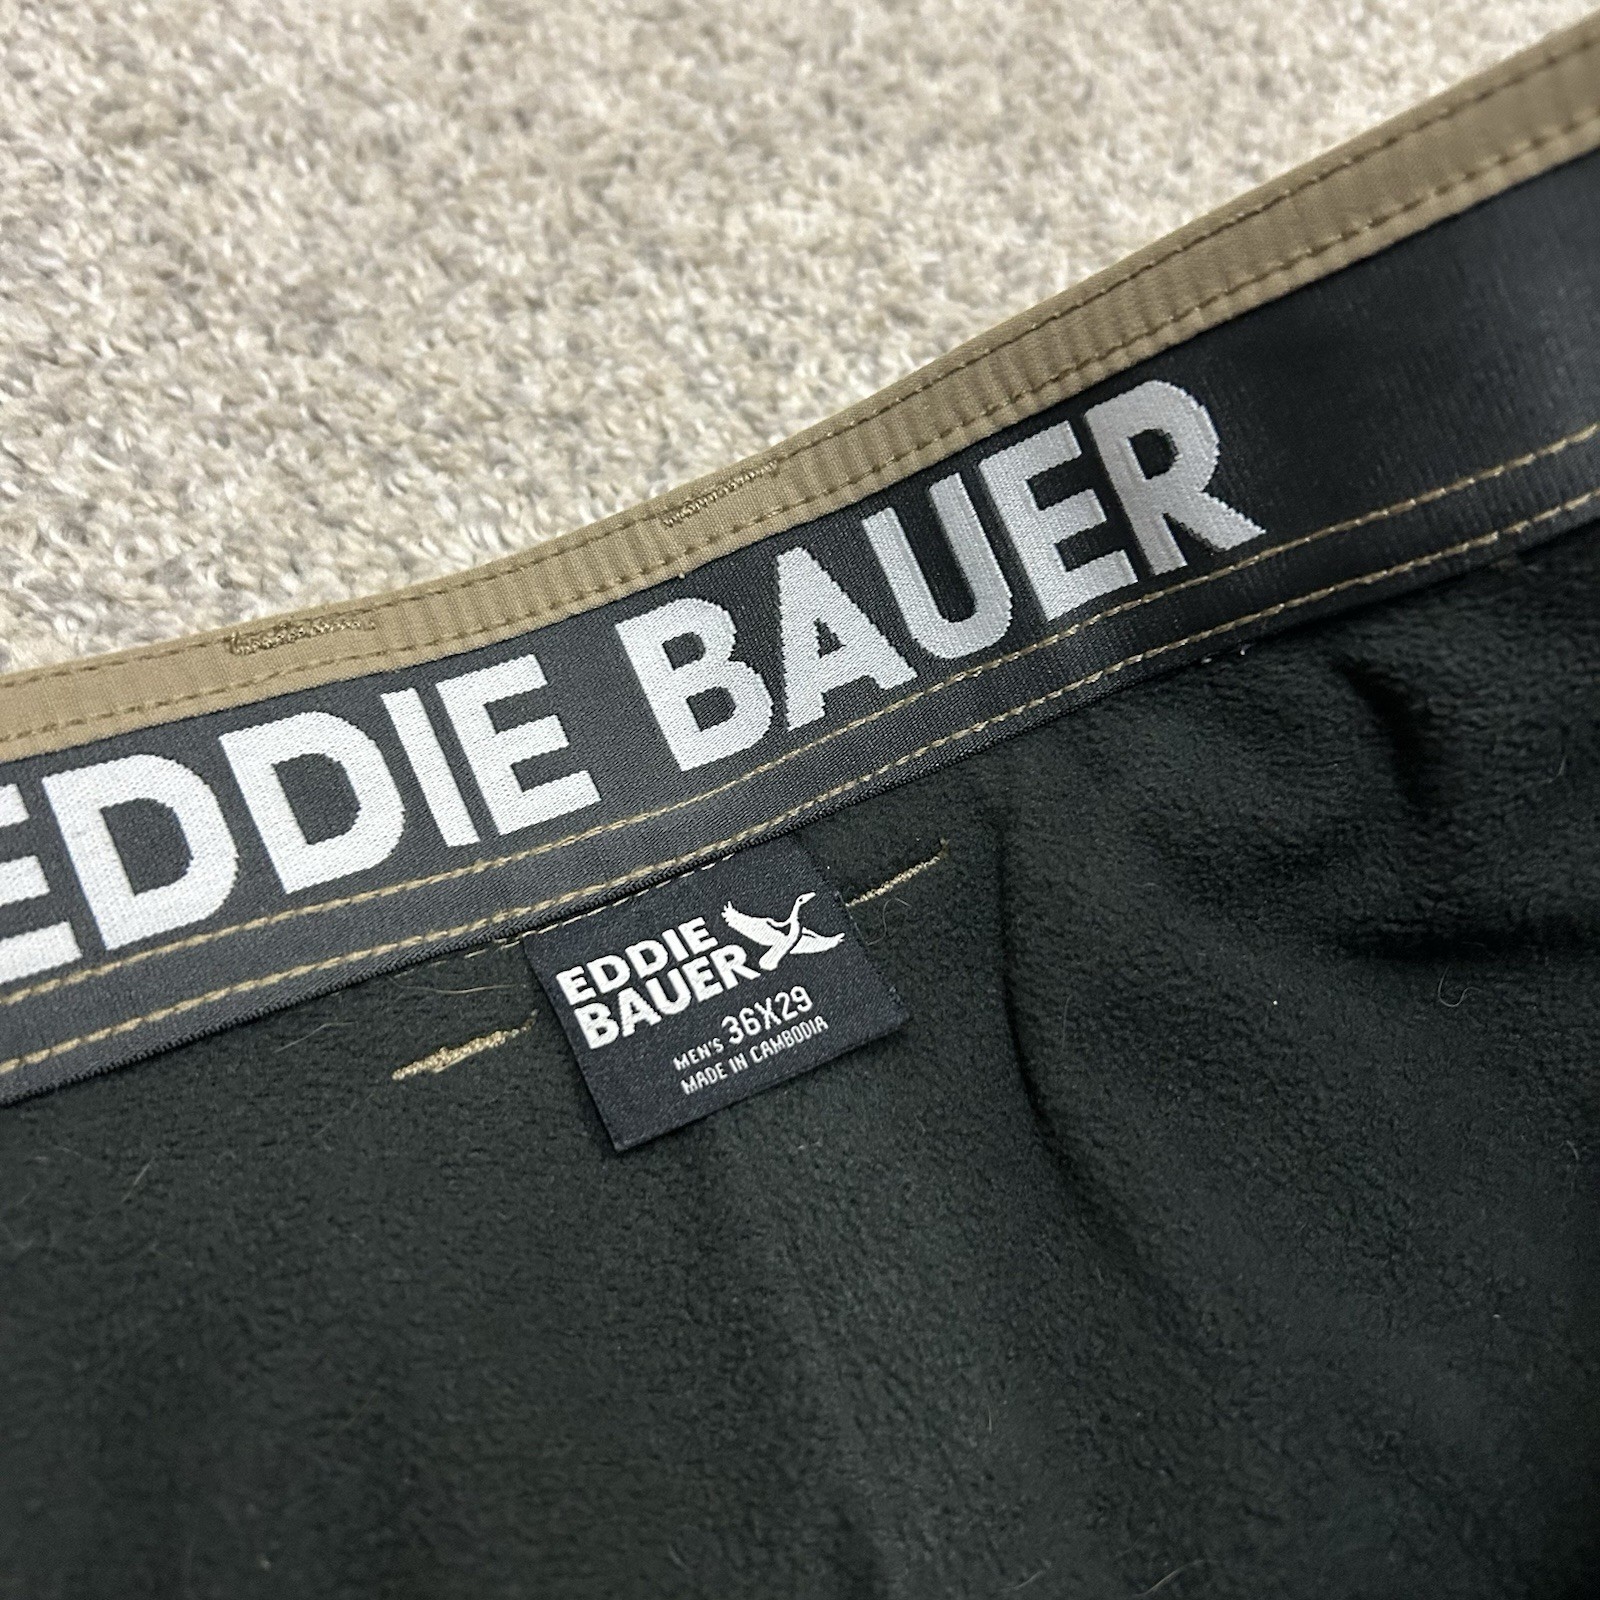 EDDIE BAUER
EDDIE
BAUER
MEN'S 36X29
MADE IN CAMBODIA